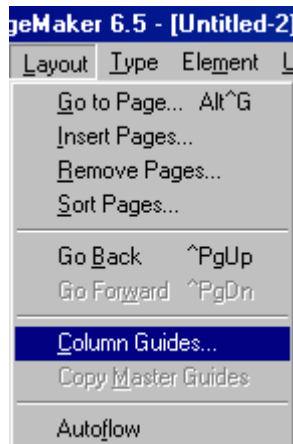 geMaker 6.5 - [Untitled-2]
Layout Type Element
Go to Page... Alt^G
Insert Pages...
Remove Pages...
Sort Pages...
Go Back ^PgUp
Go Forward ^PgDn
Column Guides...
Copy Master Guides
Autoflow